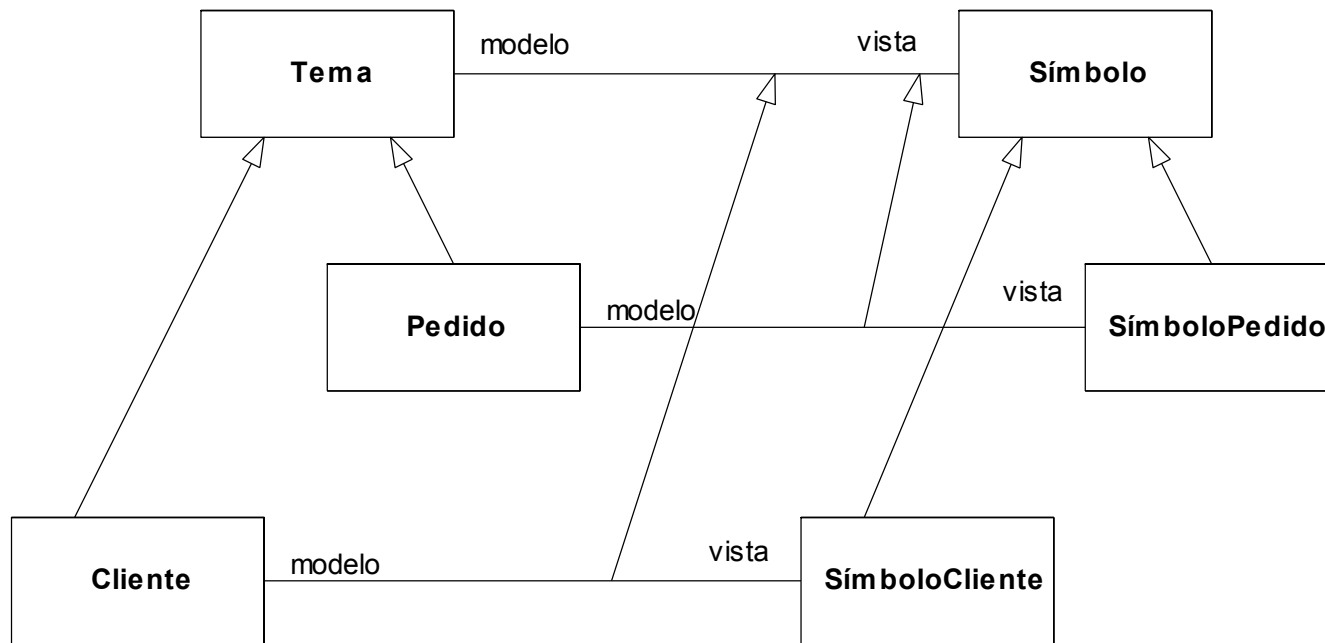 modelo
vista
Tema
Símbolo
modelo
vista
Pedido
SímboloPedido
modelo
vista
Cliente
SímboloCliente